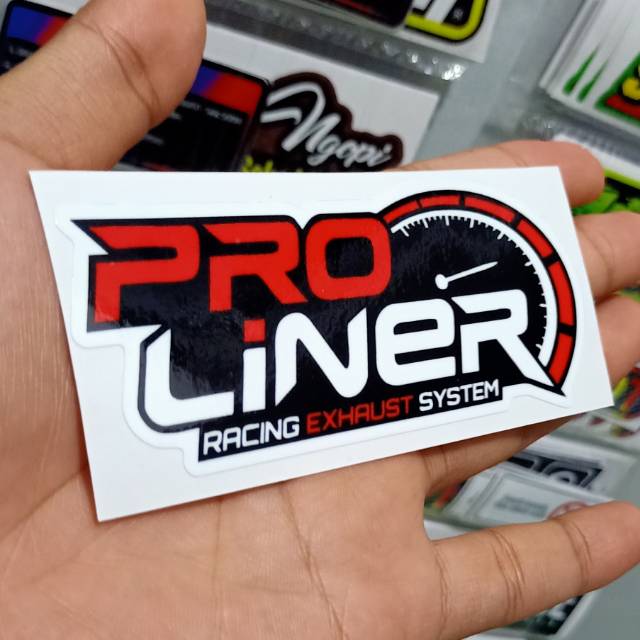 Ngopi
PRO
LiNeR
RACING EXHAUST SYSTEM